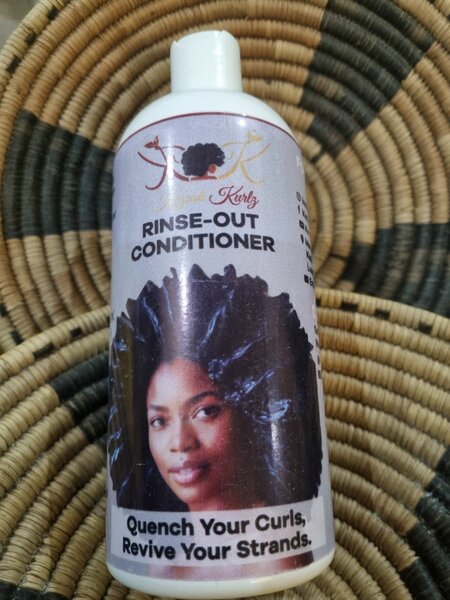 Kurlz
RINSE-OUT
CONDITIONER
Quench Your Curls,
Revive Your Strands.